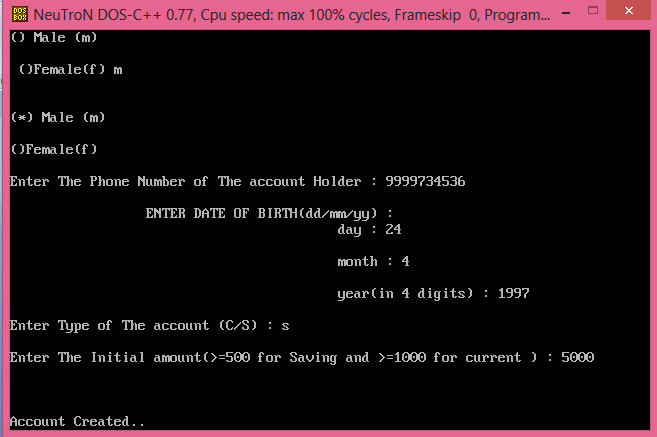 DOS BOX NeuTroN DOS-C++ 0.77, Cpu speed: max 100% cycles, Frameskip 0, Program...
() Male (m)
()Female(f) m
(*) Male (m)
()Female(f)
Enter The Phone Number of The account Holder : 9999734536
ENTER DATE OF BIRTH(dd/mm/yy) :
day : 24
month : 4
year(in 4 digits) : 1997
Enter Type of The account (C/S) : s
Enter The Initial amount(>=500 for Saving and >=1000 for current ) : 5000
Account Created..